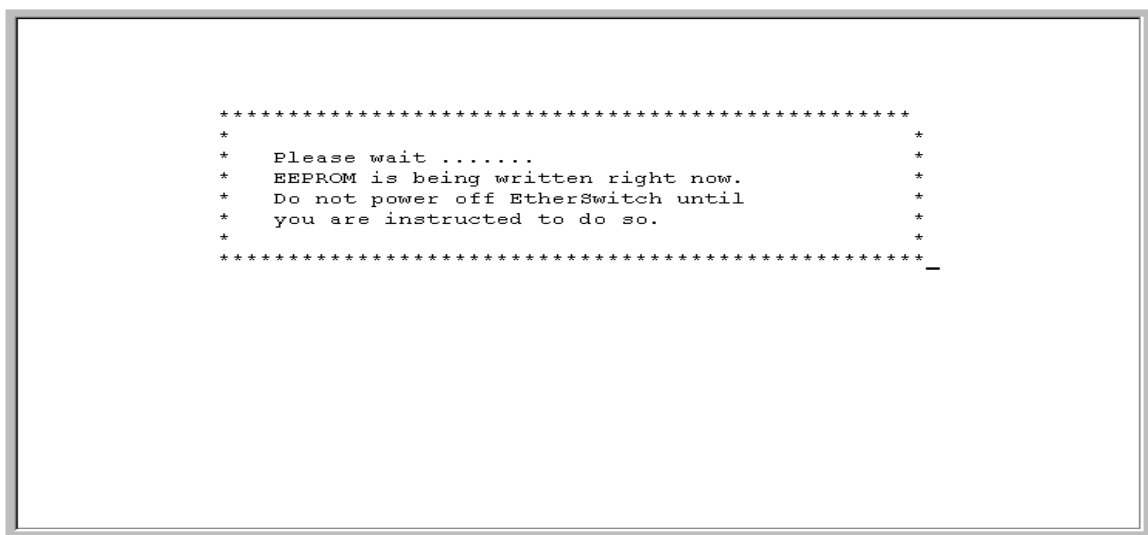 **************************************************
*                                                 *
*   Please wait .......                           *
*   EEPROM is being written right now.            *
*   Do not power off EtherSwitch until            *
*   you are instructed to do so.                  *
*                                                 *
***************************************************_